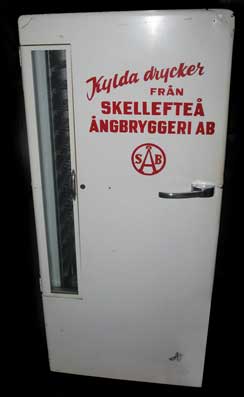 Kylda drycker
FRÅN
SKELLEFTEÅ
ÅNGBRYGGERI AB
SÅB